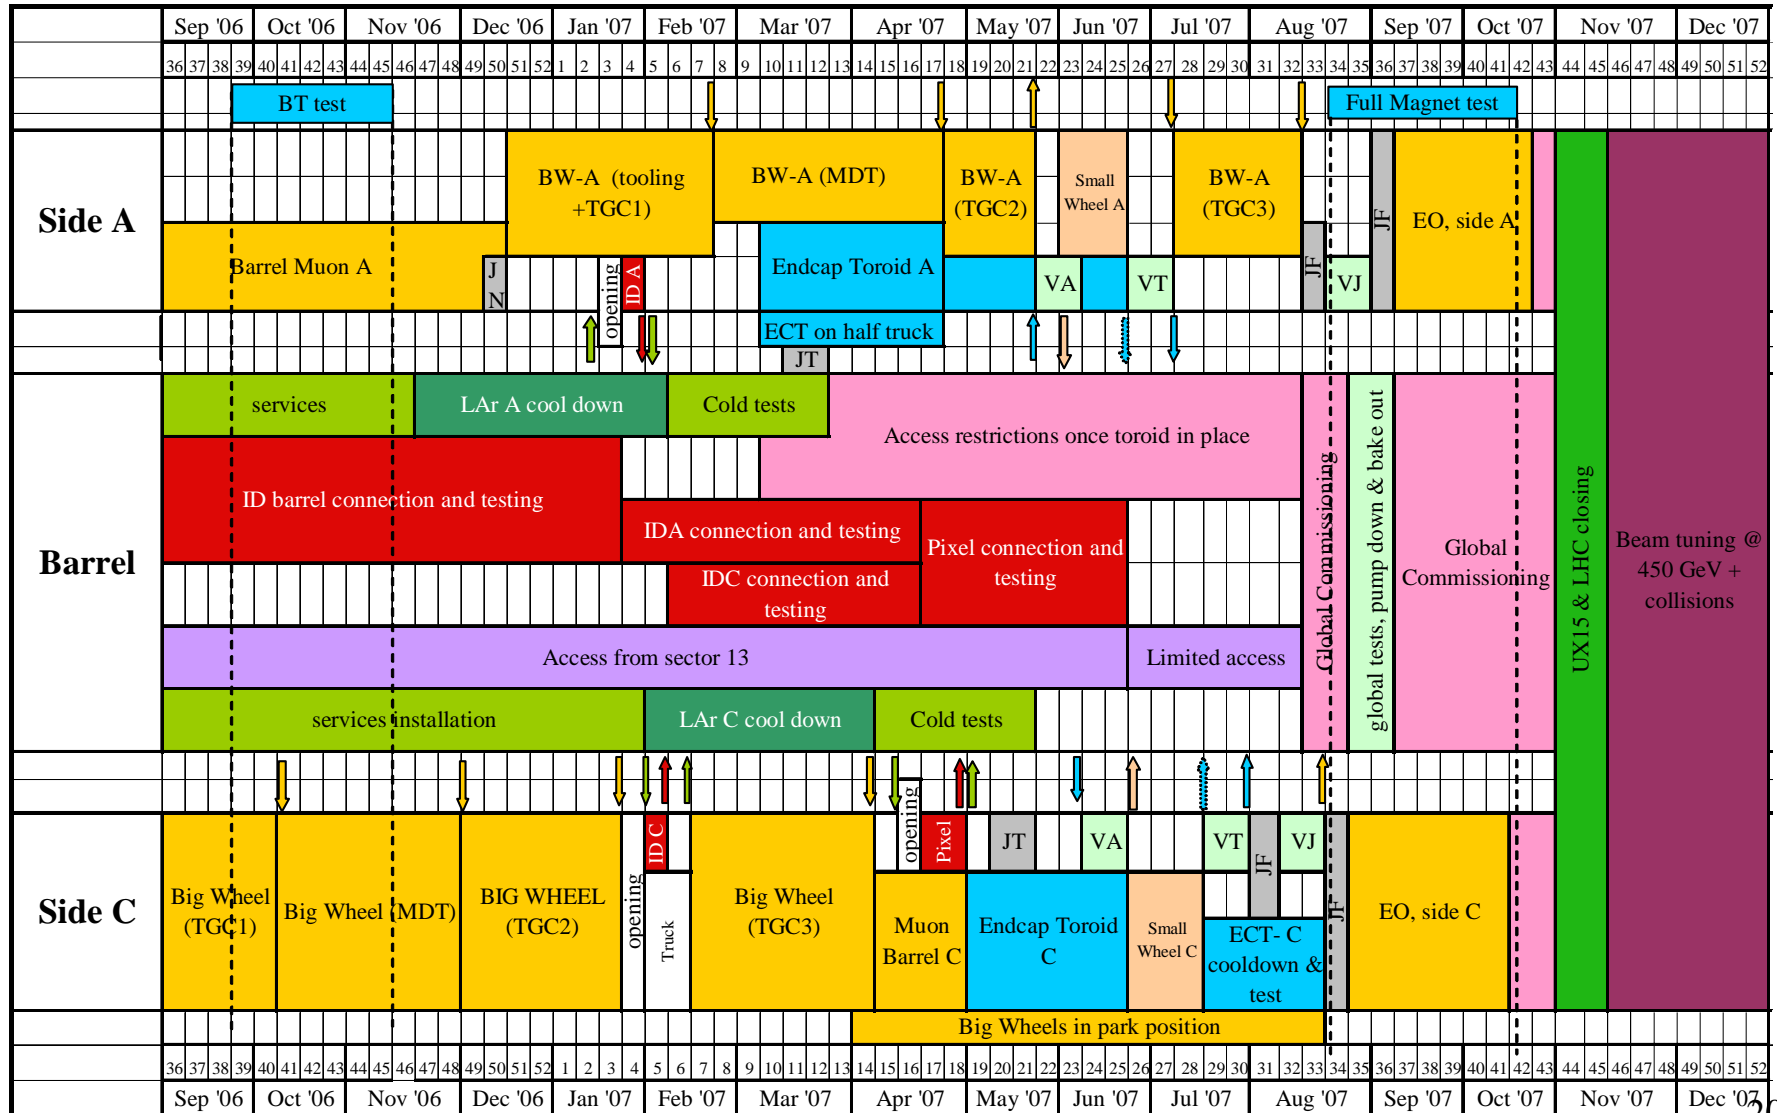 Sep '06 Oct '06 Nov '06 Dec '06 Jan '07 Feb '07 Mar '07 Apr '07 May '07 Jun '07 Jul '07 Aug '07 Sep '07 Oct '07 Nov '07 Dec '07
36 37 38 39 40 41 42 43 44 45 46 47 48 49 50 51 52 1 2 3 4 5 6 7 8 9 10 11 12 13 14 15 16 17 18 19 20 21 22 23 24 25 26 27 28 29 30 31 32 33 34 35 36 37 38 39 40 41 42 43 44 45 46 47 48 49 50 51 52
BT test
Full Magnet test
Side A
BW-A (tooling
+TGC1)
BW-A (MDT)
BW-A
(TGC2)
Small
Wheel A
BW-A
(TGC3)
JF
EO, side A
Barrel Muon A
J
N
opening
ID A
Endcap Toroid A
VA
VT
JF
VJ
ECT on half truck
JT
Barrel
services
LAr A cool down
Cold tests
Access restrictions once toroid in place
Global Commissioning
global tests, pump down & bake out
Global
Commissioning
UX15 & LHC closing
Beam tuning @
450 GeV +
collisions
ID barrel connection and testing
IDA connection and testing
Pixel connection and
testing
IDC connection and
testing
Access from sector 13
Limited access
services installation
LAr C cool down
Cold tests
Side C
Big Wheel
(TGC1)
Big Wheel (MDT)
BIG WHEEL
(TGC2)
opening
ID C
Truck
Big Wheel
(TGC3)
opening
Pixel
Muon
Barrel C
JT
VA
Endcap Toroid
C
Small
Wheel C
VT
JF
VJ
ECT- C
cooldown &
test
JF
EO, side C
Big Wheels in park position
36 37 38 39 40 41 42 43 44 45 46 47 48 49 50 51 52 1 2 3 4 5 6 7 8 9 10 11 12 13 14 15 16 17 18 19 20 21 22 23 24 25 26 27 28 29 30 31 32 33 34 35 36 37 38 39 40 41 42 43 44 45 46 47 48 49 50 51 52
Sep '06 Oct '06 Nov '06 Dec '06 Jan '07 Feb '07 Mar '07 Apr '07 May '07 Jun '07 Jul '07 Aug '07 Sep '07 Oct '07 Nov '07 Dec '07